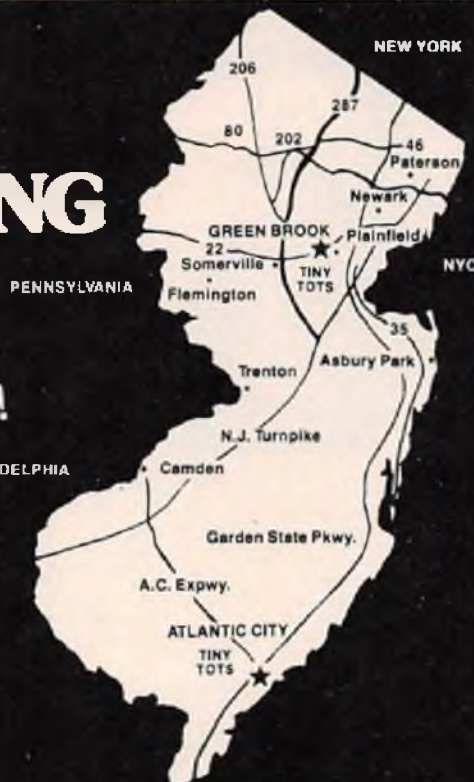 NEW YORK
206
287
80
202
46
Paterson
NG
Newark
GREEN BROOK
Plainfield
22
Somerville
TINY
TOTS
NYC
PENNSYLVANIA
Flemington
35
Asbury Park
Trenton
N.J. Turnpike
DELPHIA
Camden
Garden State Pkwy.
A.C. Expwy.
ATLANTIC CITY
TINY
TOTS